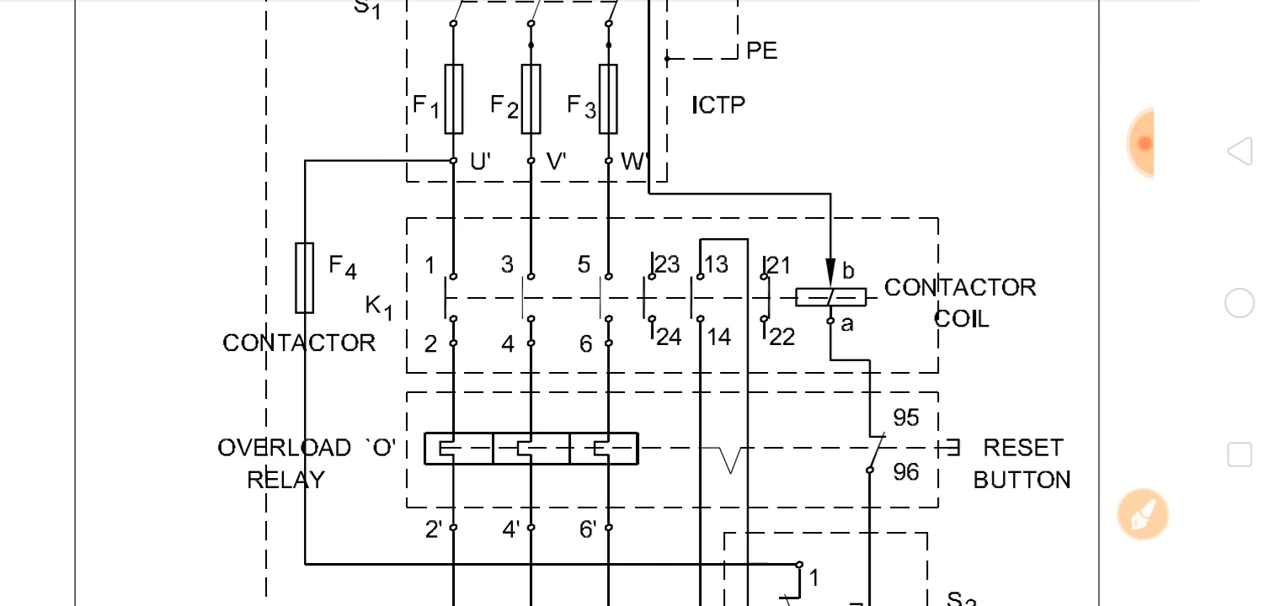 S1
PE
F1 F2 F3 ICTP
U' V' W'
1 3 5 23 13 21 b
F4
K1
CONTACTOR
COIL
a
CONTACTOR 2 4 6 24 14 22
95
OVERLOAD `O'
RELAY
RESET
BUTTON
96
2' 4' 6'
1
S2